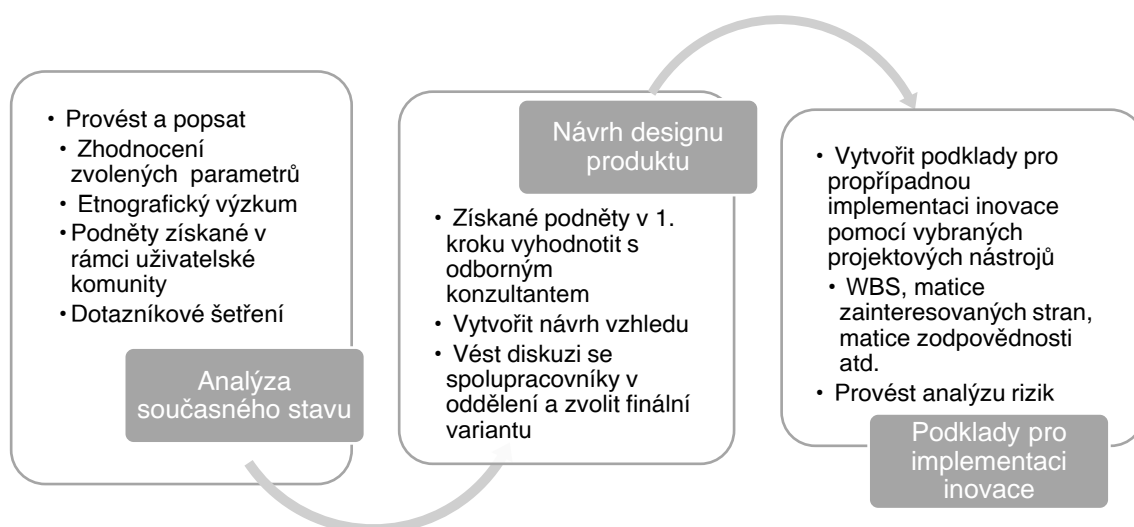 • Provést a popsat
• Zhodnocení
zvolených parametrů
• Etnografický výzkum
• Podněty získané v
rámci uživatelské
komunity
• Dotazníkové šetření
Analýza
současného stavu
Návrh designu
produktu
• Získané podněty v 1.
kroku vyhodnotit s
odborným
konzultantem
• Vytvořit návrh vzhledu
• Vést diskuzi se
spolupracovníky v
oddělení a zvolit finální
variantu
• Vytvořit podklady pro
propřípadnou
implementaci inovace
pomocí vybraných
projektových nástrojů
• WBS, matice
zainteresovaných stran,
matice zodpovědnosti
atd.
• Provést analýzu rizik
Podklady pro
implementaci
inovace